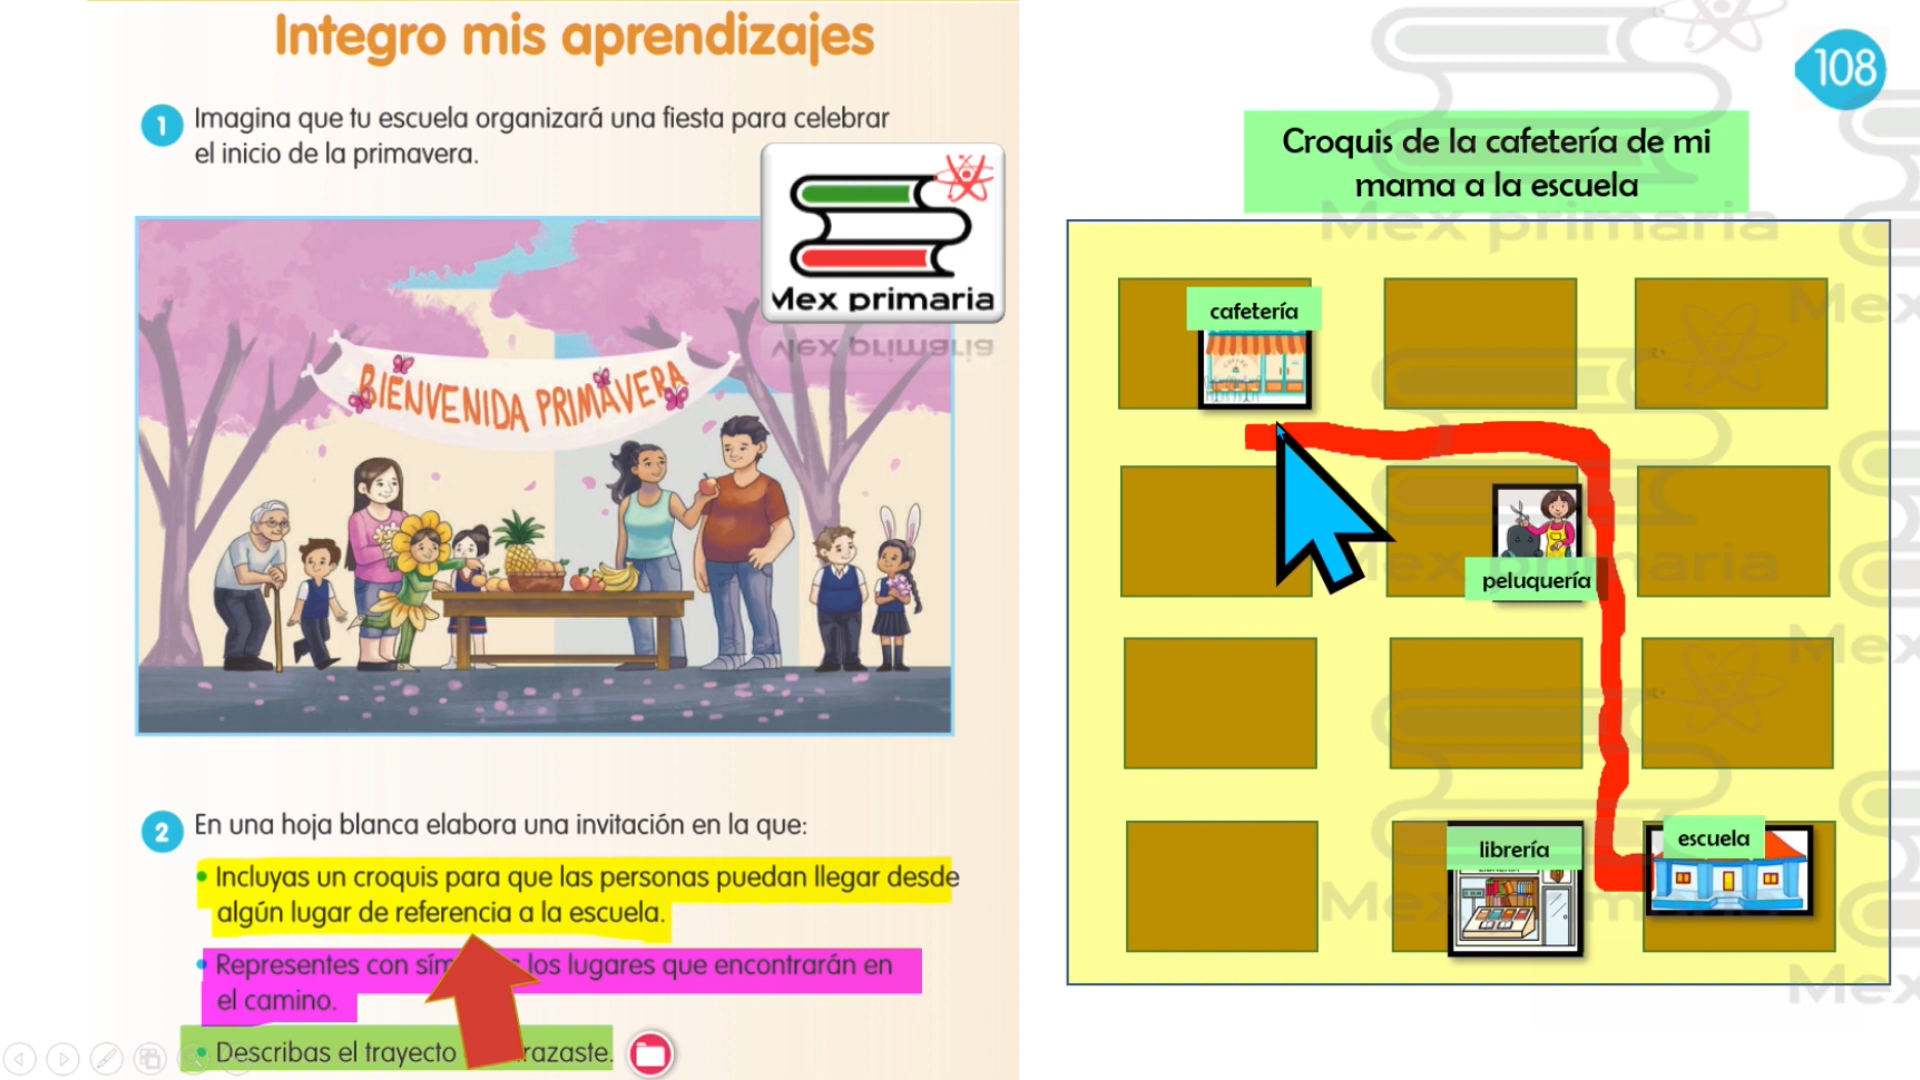 Integro mis aprendizajes
1
Imagina que tu escuela organizará una fiesta para celebrar
el inicio de la primavera.
Mex primaria
BIENVENIDA PRIMAVERA
2
En una hoja blanca elabora una invitación en la que:
• Incluyas un croquis para que las personas puedan llegar desde
algún lugar de referencia a la escuela.
• Representes con los lugares que encontrarán en
el camino.
• Describas el trayecto
108
Croquis de la cafetería de mi
mama a la escuela
Mex primaria
cafetería
peluquería
librería
escuela